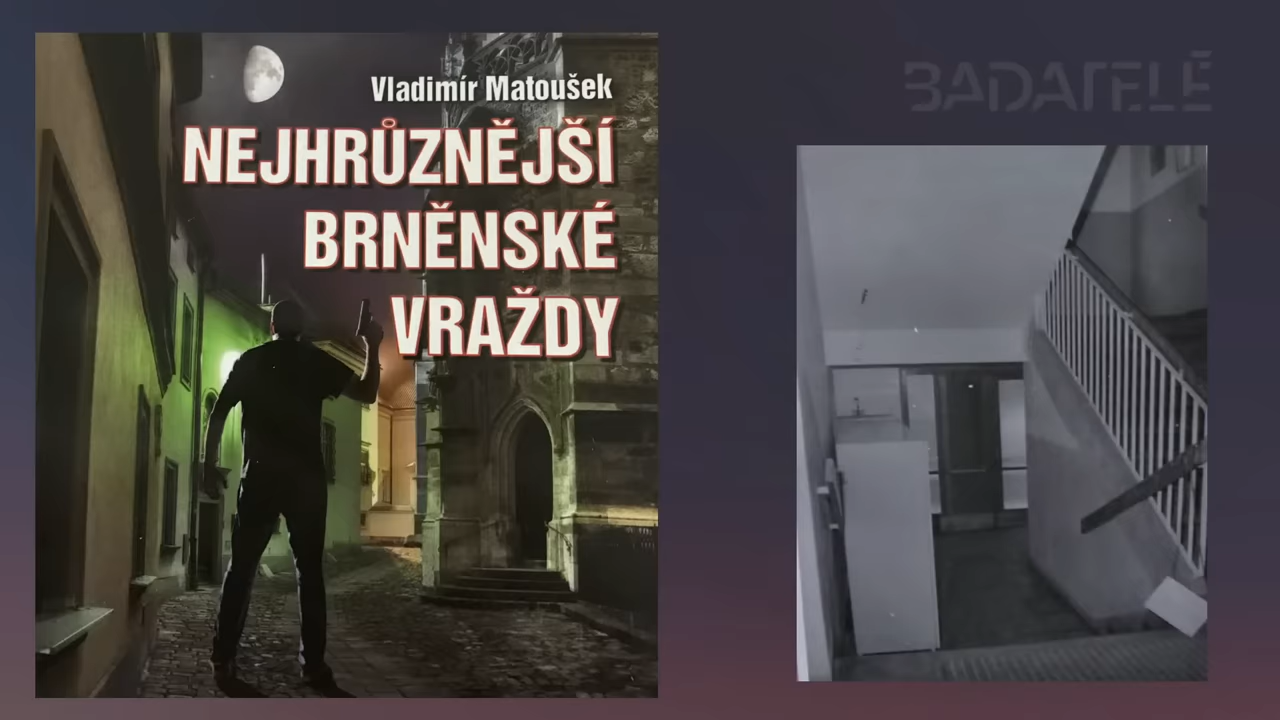 Vladimír Matoušek
NEJHRŮZNĚJŠÍ
BRNĚNSKÉ
VRAŽDY
BADATELÉ